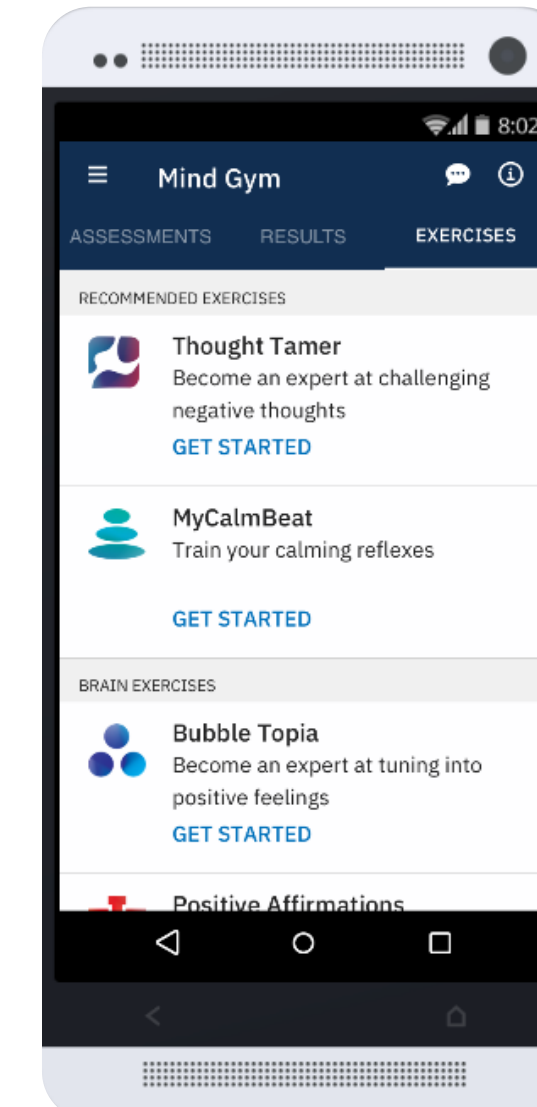 8:02
Mind Gym
ASSESSMENTS RESULTS EXERCISES
RECOMMENDED EXERCISES
Thought Tamer
Become an expert at challenging
negative thoughts
GET STARTED
MyCalmBeat
Train your calming reflexes
GET STARTED
BRAIN EXERCISES
Bubble Topia
Become an expert at tuning into
positive feelings
GET STARTED
Positive Affirmations